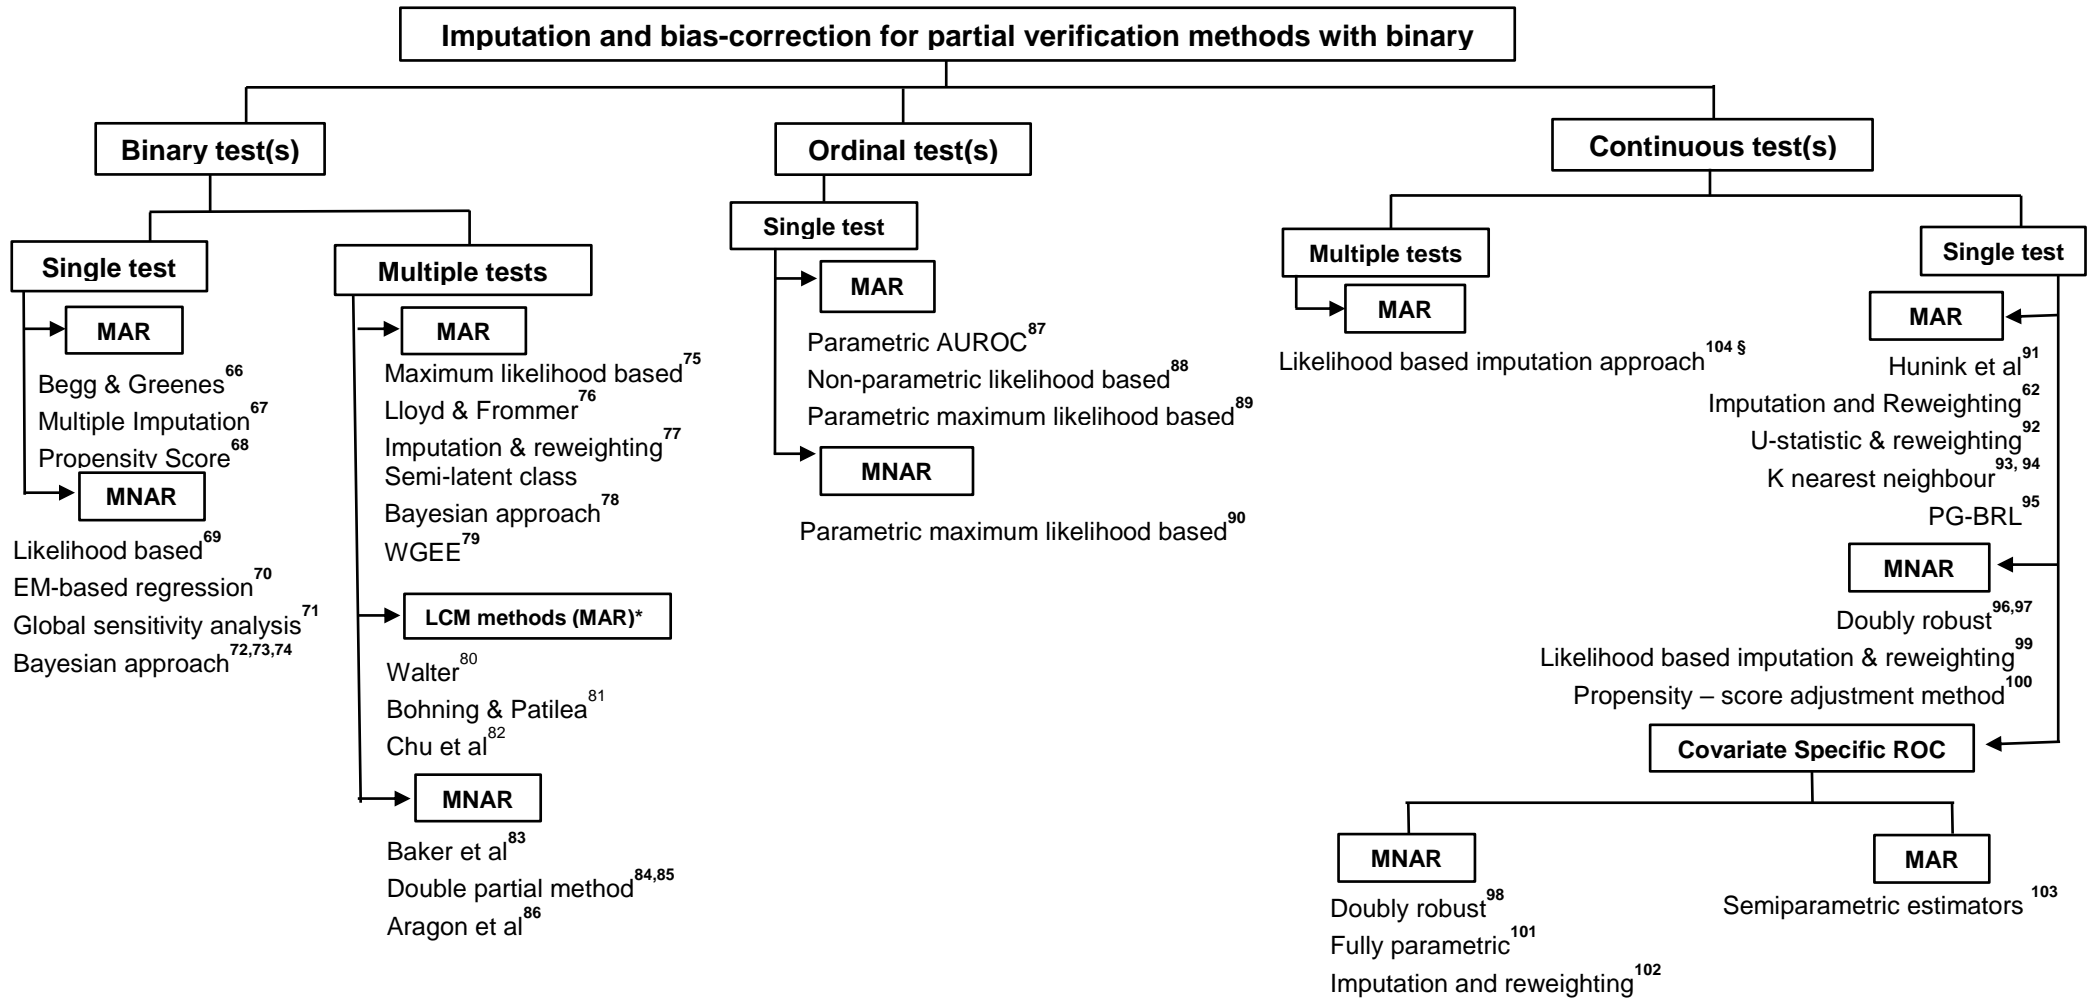 Imputation and bias-correction for partial verification methods with binary
Binary test(s)
Single test
MAR
Begg & Greenes66
Multiple Imputation67
Propensity Score68
MNAR
Likelihood based69
EM-based regression70
Global sensitivity analysis71
Bayesian approach72,73,74
Multiple tests
MAR
Maximum likelihood based75
Lloyd & Frommer76
Imputation & reweighting77
Semi-latent class
Bayesian approach78
WGEE79
LCM methods (MAR)*
Walter80
Bohning & Patilea81
Chu et al82
MNAR
Baker et al83
Double partial method84,85
Aragon et al86
Ordinal test(s)
Single test
MAR
Parametric AUROC87
Non-parametric likelihood based88
Parametric maximum likelihood based89
MNAR
Parametric maximum likelihood based90
Continuous test(s)
Multiple tests
MAR
Likelihood based imputation approach104 §
Single test
MAR
Hunink et al91
Imputation and Reweighting62
U-statistic & reweighting92
K nearest neighbour93, 94
PG-BRL95
MNAR
Doubly robust96,97
Likelihood based imputation & reweighting99
Propensity – score adjustment method100
Covariate Specific ROC
MNAR
Doubly robust98
Fully parametric101
Imputation and reweighting102
MAR
Semiparametric estimators 103